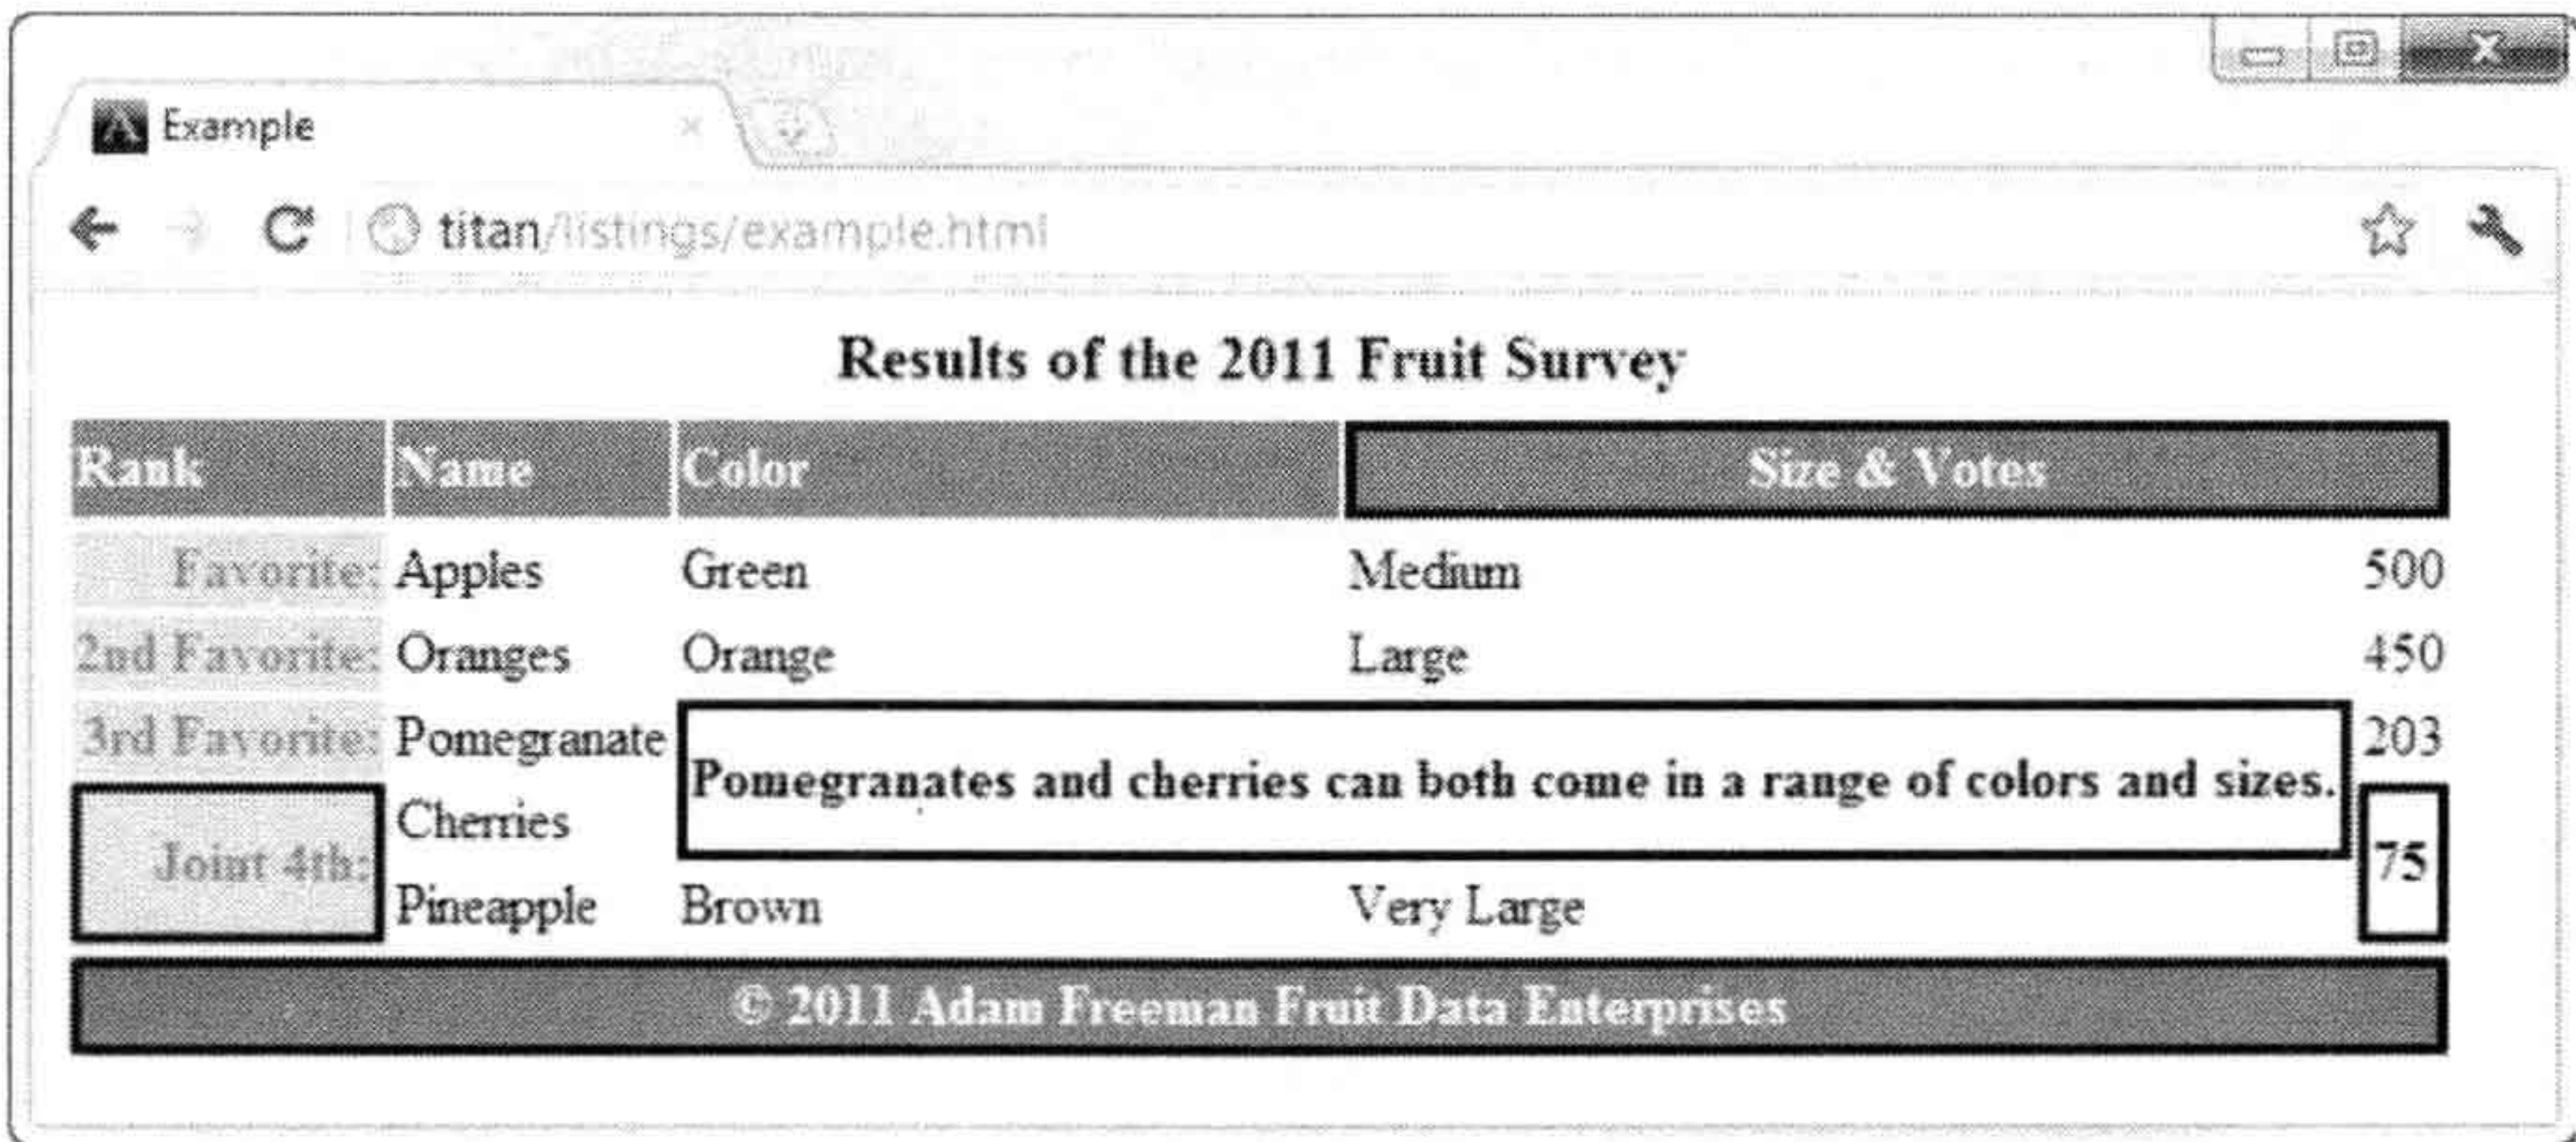 Example
titan/listings/example.html
Results of the 2011 Fruit Survey
Rank Name Color Size & Votes
Favorite: Apples Green Medium 500
2nd Favorite: Oranges Orange Large 450
3rd Favorite: Pomegranate Pomegranates and cherries can both come in a range of colors and sizes. 203
Joint 4th: Cherries 75
Pineapple Brown Very Large
© 2011 Adam Freeman Fruit Data Enterprises